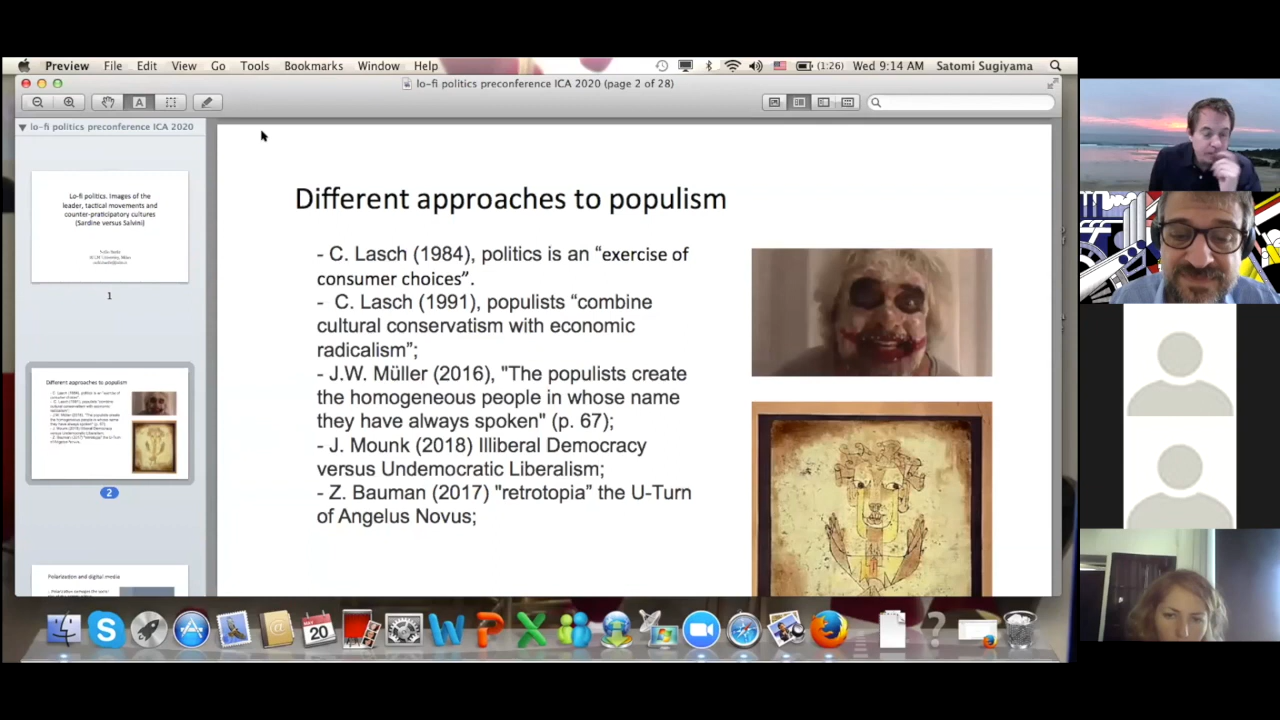 Preview File Edit View Go Tools Bookmarks Window Help (1:26) Wed 9:14 AM Satomi Sugiyama
lo-fi politics preconference ICA 2020 (page 2 of 28)
lo-fi politics preconference ICA 2020
Lo-fi politics. Images of the
leader, tactical movements and
counter-praticipatory cultures
(Sardine versus Salvini)
1
Different approaches to populism
- C. Lasch (1984), politics is an “exercise of
consumer choices”.
- C. Lasch (1991), populists “combine
cultural conservatism with economic
radicalism”;
- J.W. Müller (2016), "The populists create
the homogeneous people in whose name
they have always spoken" (p. 67);
- J. Mounk (2018) Illiberal Democracy
versus Undemocratic Liberalism;
- Z. Bauman (2017) "retrotopia" the U-Turn
of Angelus Novus;
Different approaches to populism
2
Polarization and digital media
20